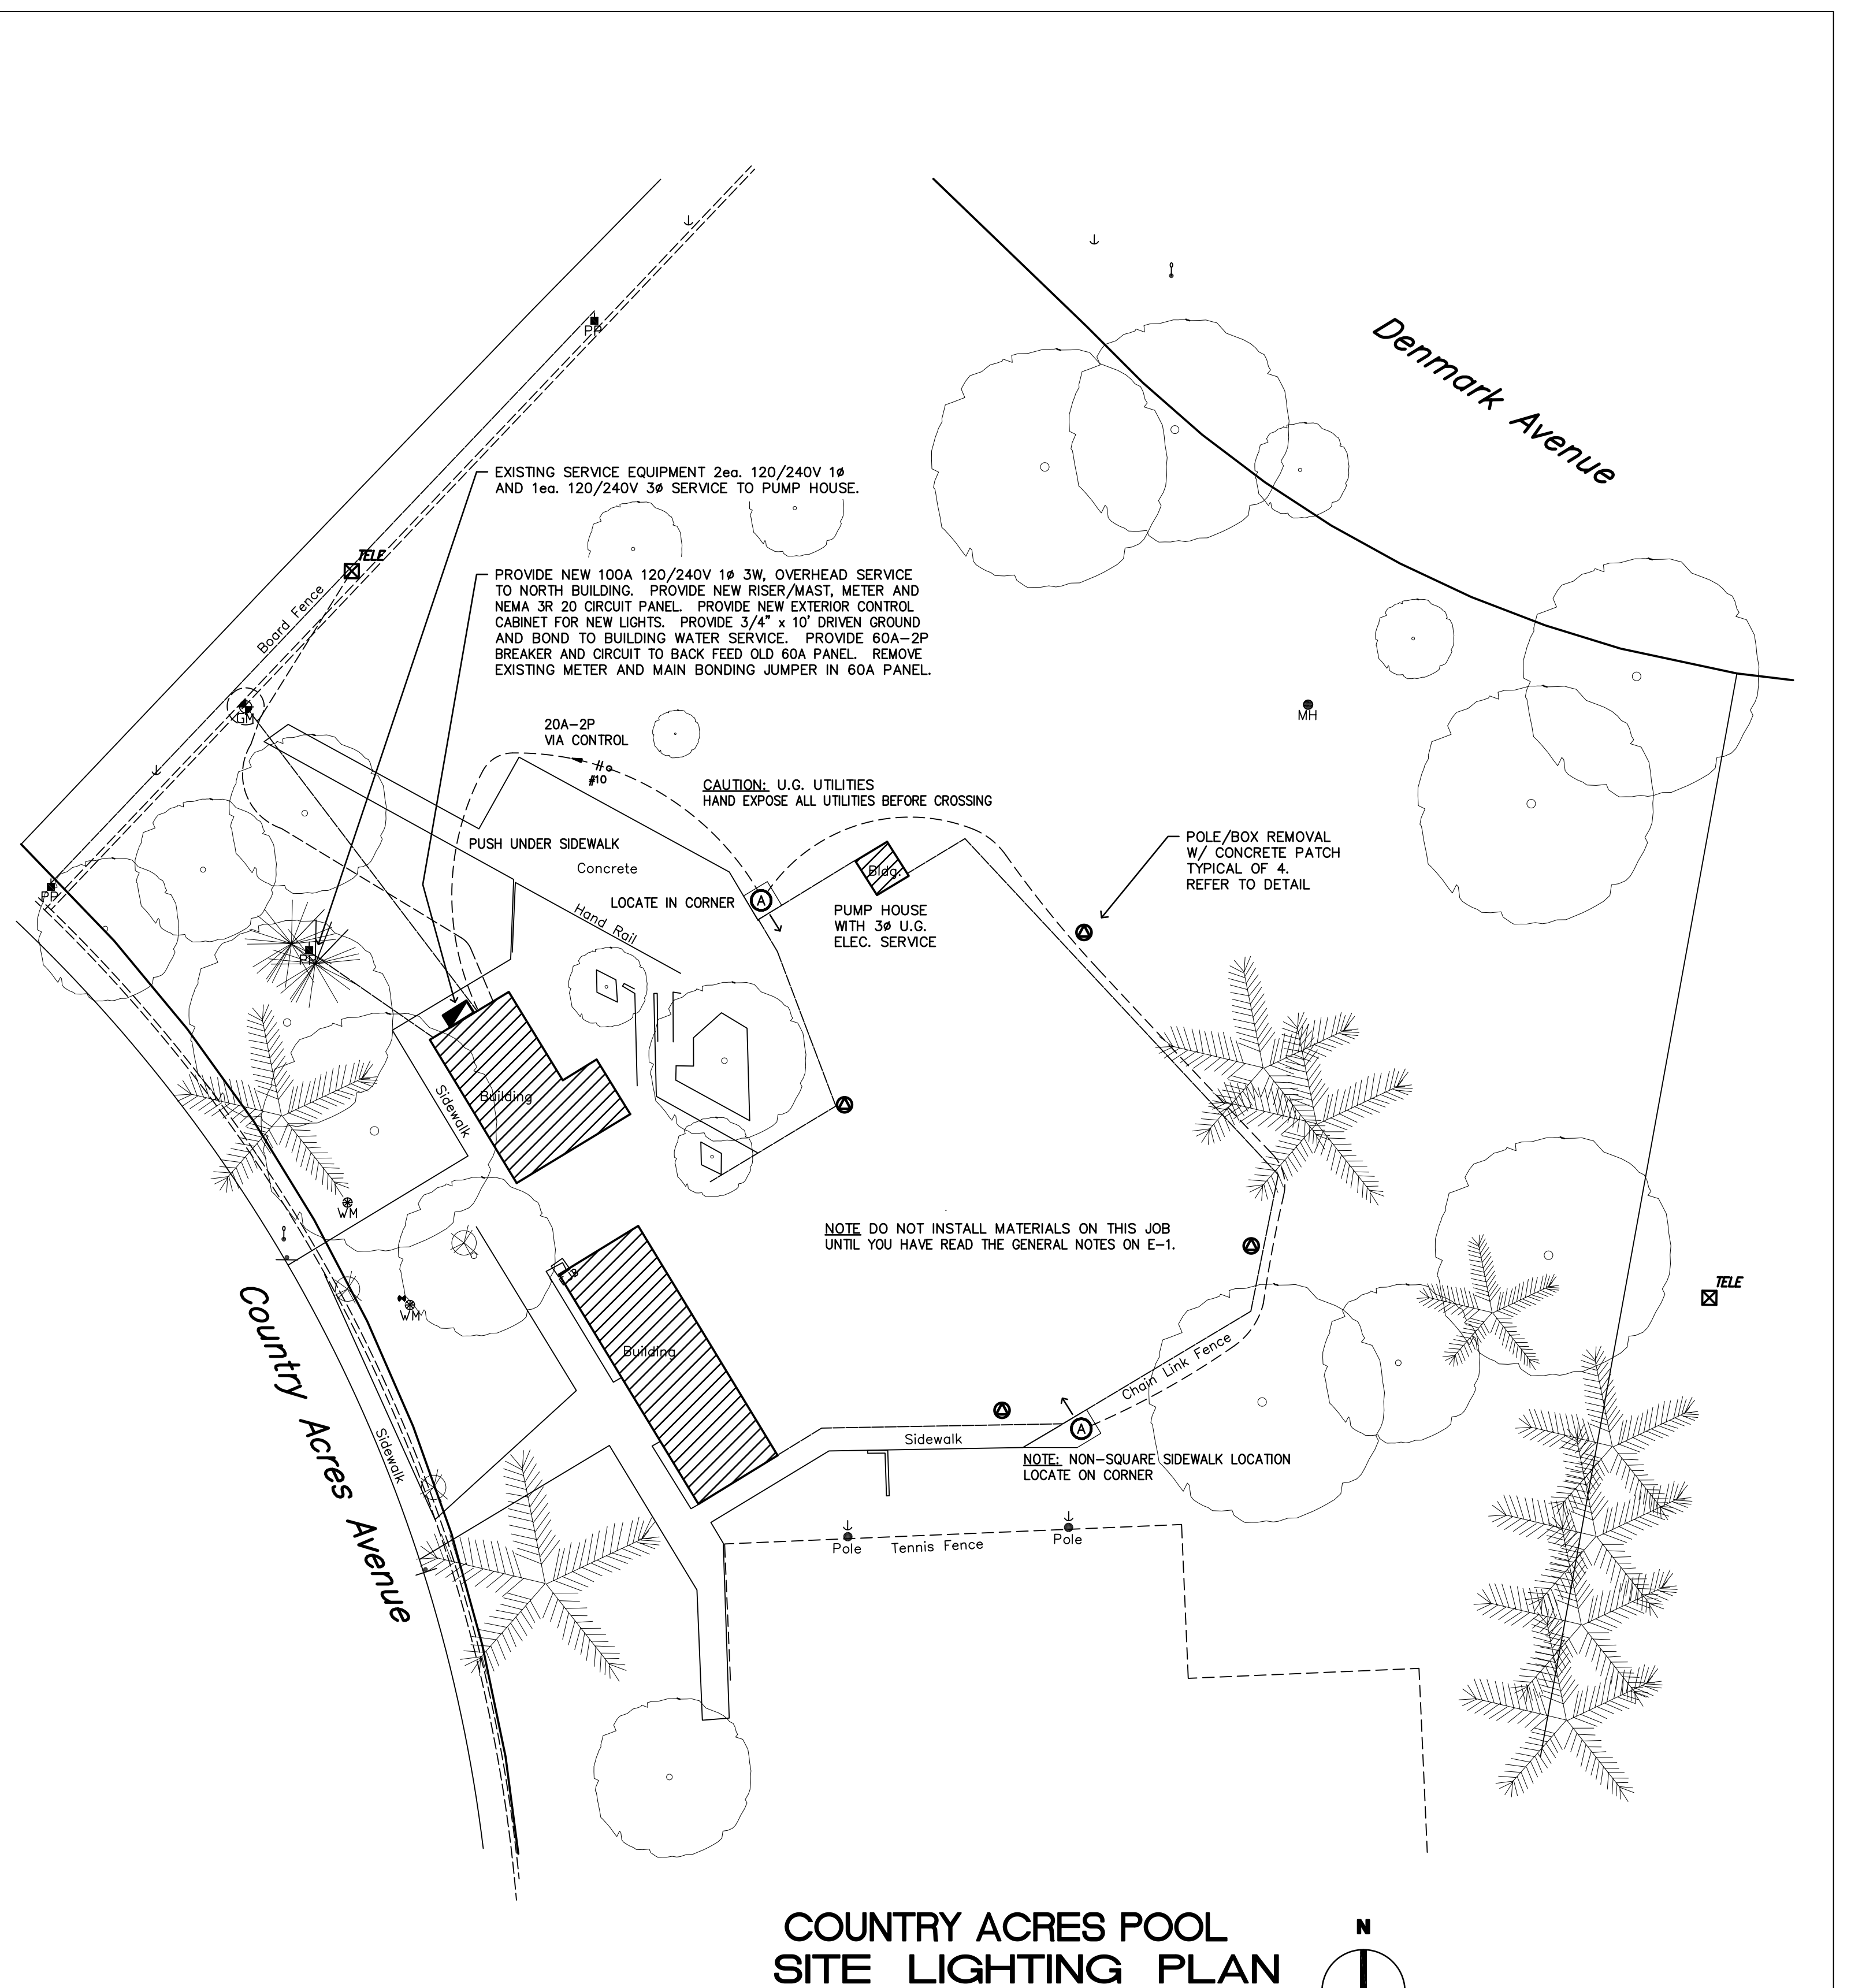 Denmark Avenue
PP
EXISTING SERVICE EQUIPMENT 2ea. 120/240V 1ø
AND 1ea. 120/240V 3ø SERVICE TO PUMP HOUSE.
TELE
Board Fence
PROVIDE NEW 100A 120/240V 1ø 3W, OVERHEAD SERVICE
TO NORTH BUILDING. PROVIDE NEW RISER/MAST, METER AND
NEMA 3R 20 CIRCUIT PANEL. PROVIDE NEW EXTERIOR CONTROL
CABINET FOR NEW LIGHTS. PROVIDE 3/4" x 10' DRIVEN GROUND
AND BOND TO BUILDING WATER SERVICE. PROVIDE 60A-2P
BREAKER AND CIRCUIT TO BACK FEED OLD 60A PANEL. REMOVE
EXISTING METER AND MAIN BONDING JUMPER IN 60A PANEL.
GM
MH
20A-2P
VIA CONTROL
#10
CAUTION: U.G. UTILITIES
HAND EXPOSE ALL UTILITIES BEFORE CROSSING
PUSH UNDER SIDEWALK
Concrete
POLE/BOX REMOVAL
W/ CONCRETE PATCH
TYPICAL OF 4.
REFER TO DETAIL
PP
Bldg.
LOCATE IN CORNER
A
Hand Rail
PUMP HOUSE
WITH 3ø U.G.
ELEC. SERVICE
PP
Sidewalk
Building
WM
NOTE DO NOT INSTALL MATERIALS ON THIS JOB
UNTIL YOU HAVE READ THE GENERAL NOTES ON E-1.
TELE
WM
Country Acres Avenue
Building
Chain Link Fence
Sidewalk
Sidewalk
A
NOTE: NON-SQUARE SIDEWALK LOCATION
LOCATE ON CORNER
Pole
Tennis Fence
Pole
COUNTRY ACRES POOL
SITE LIGHTING PLAN
N